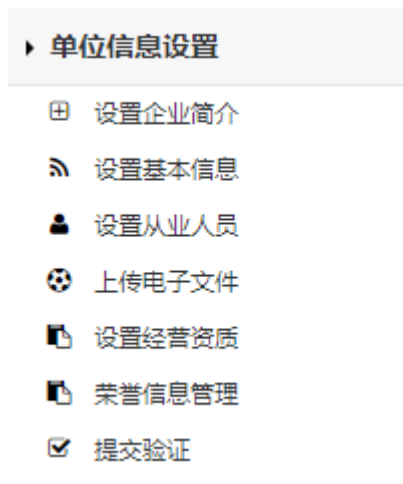 单位信息设置
设置企业简介
设置基本信息
设置从业人员
上传电子文件
设置经营资质
荣誉信息管理
提交验证